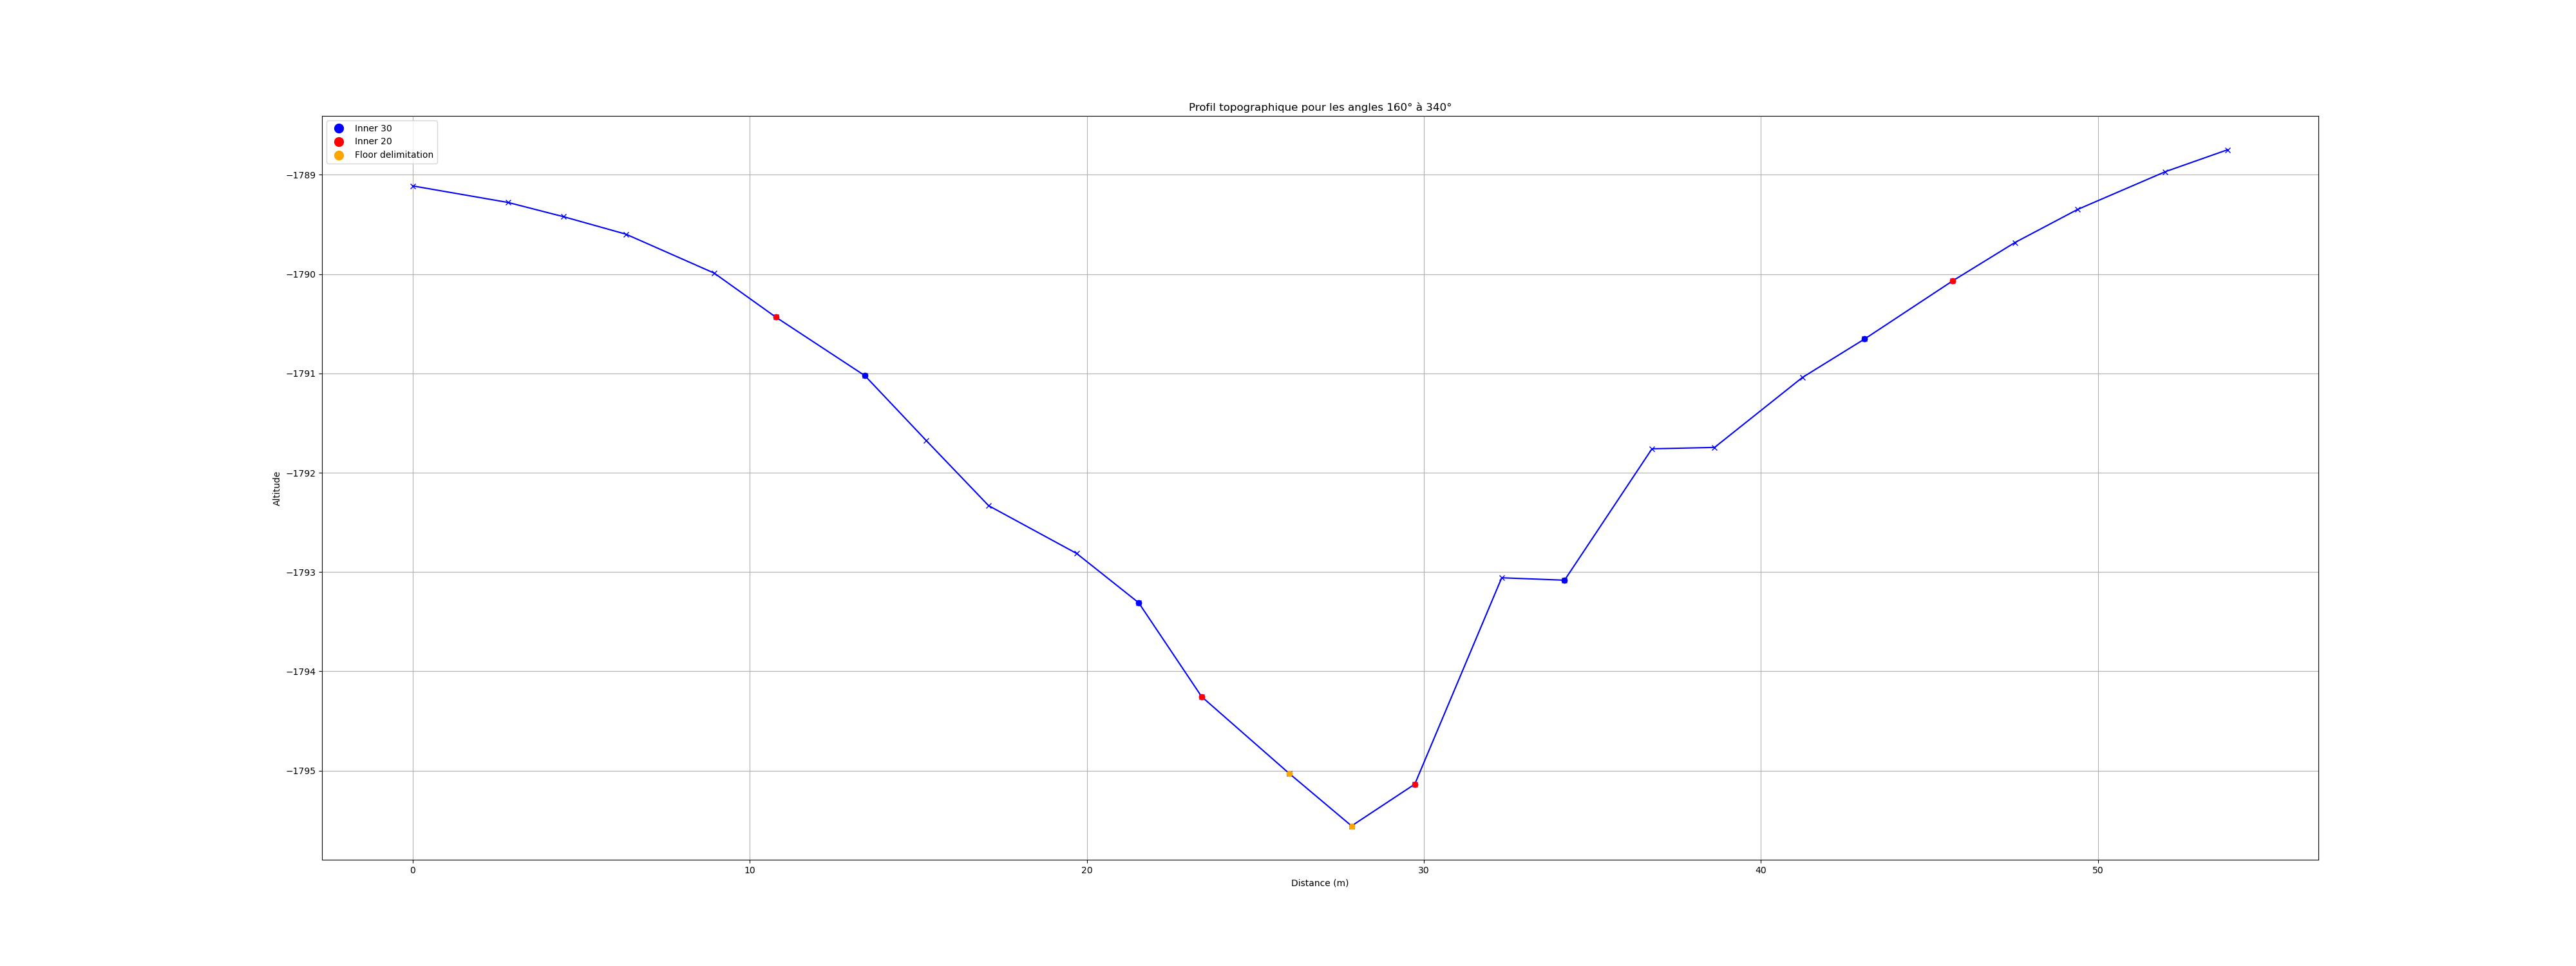 Profil topographique pour les angles 160° à 340°
Inner 30
Inner 20
Floor delimitation
−1789
−1790
−1791
−1792
−1793
−1794
−1795
Altitude
0 10 20 30 40 50
Distance (m)